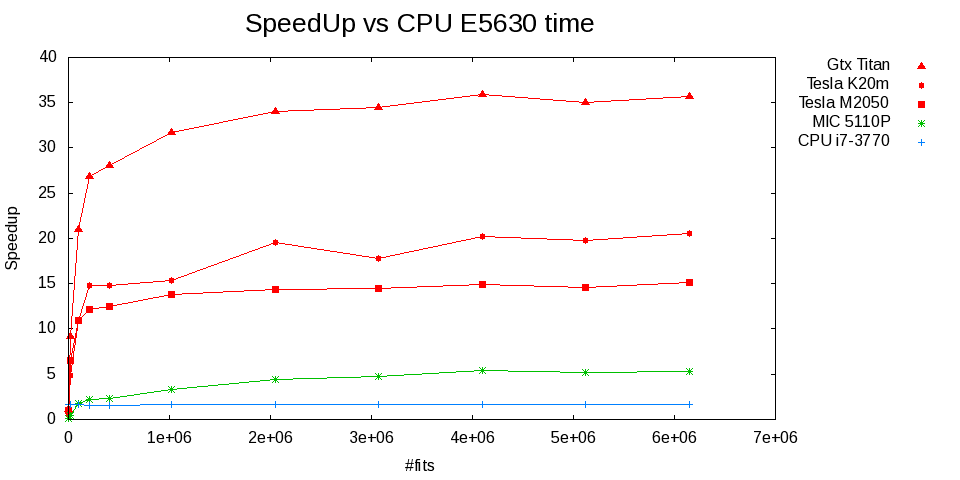 SpeedUp vs CPU E5630 time
Gtx Titan
Tesla K20m
Tesla M2050
MIC 5110P
CPU i7-3770
Speedup
40
35
30
25
20
15
10
5
0
0 1e+06 2e+06 3e+06 4e+06 5e+06 6e+06 7e+06
#fits